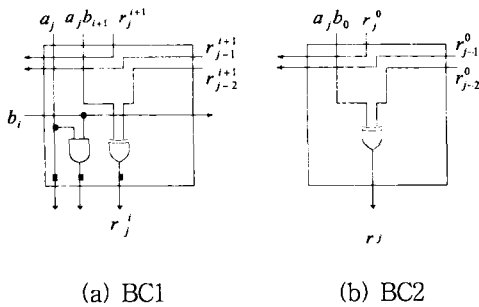 a_j a_j b_{i+1} r_j^{i+1}
r_{j-1}^{i+1}
r_{j-2}^{i+1}
b_i
r_j^i
(a) BC1
a_j b_0 r_j^0
r_{j-1}^0
r_{j-2}^0
r_j
(b) BC2